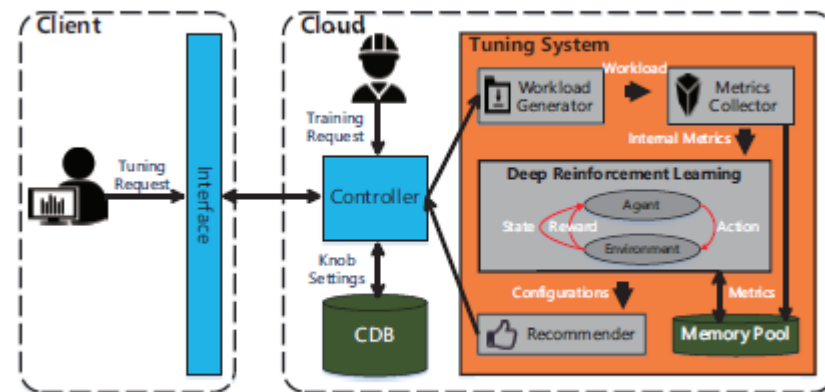 Client
Cloud
Tuning System
Workload
Workload
Generator
Metrics
Collector
Training
Request
Internal Metrics
Tuning
Request
Interface
Controller
Deep Reinforcement Learning
Agent
State
Reward
Action
Environment
Knob
Settings
Configurations
Metrics
CDB
Recommender
Memory Pool